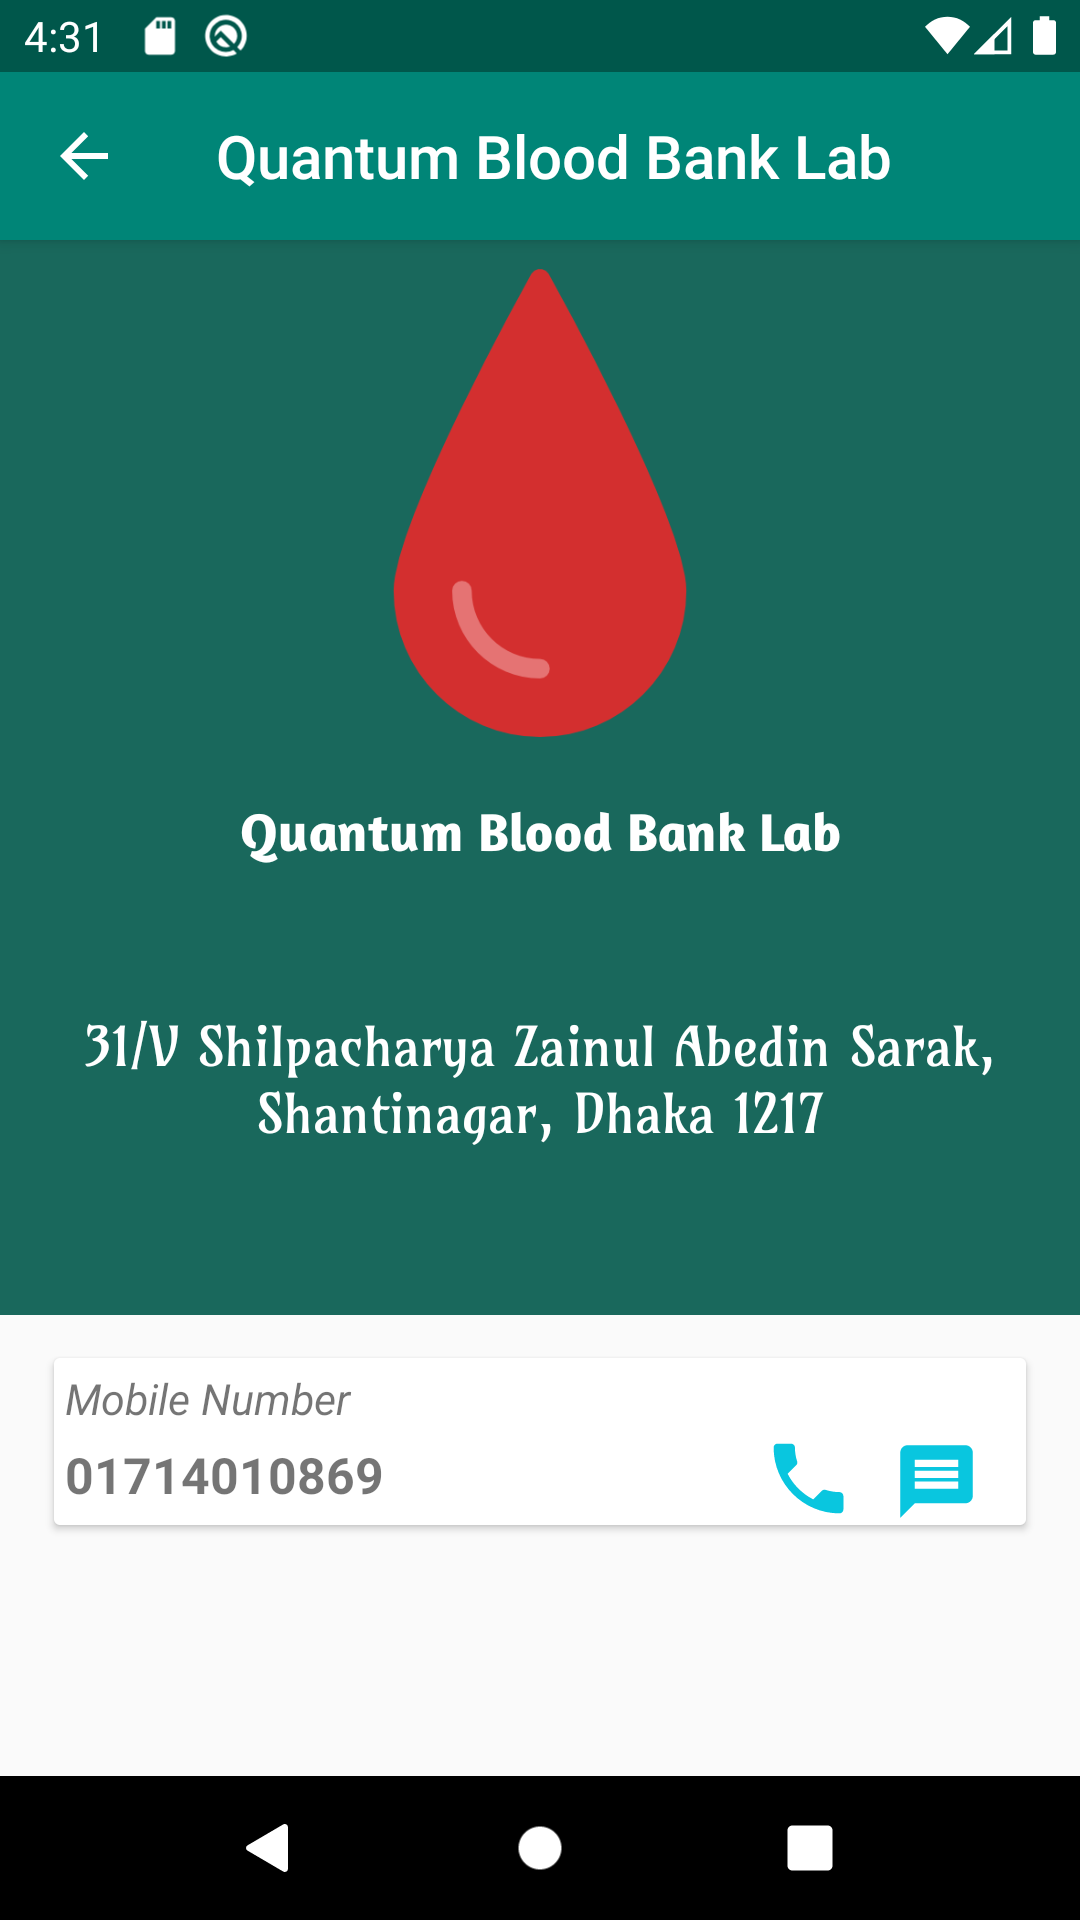 4:31
Quantum Blood Bank Lab
Quantum Blood Bank Lab
31/V Shilpacharya Zainul Abedin Sarak,
Shantinagar, Dhaka 1217
Mobile Number
01714010869